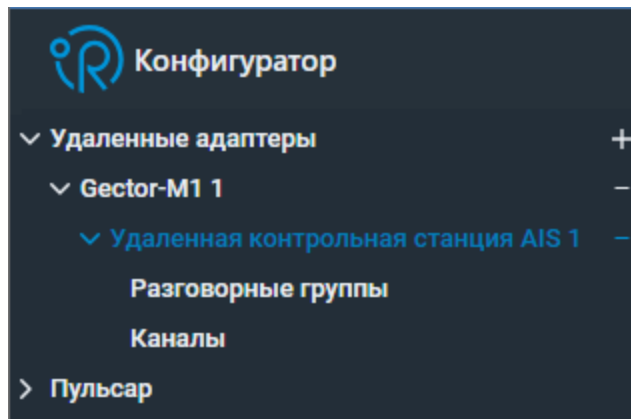 Конфигуратор
Удаленные адаптеры
Gector-M1 1
Удаленная контрольная станция AIS 1
Разговорные группы
Каналы
Пульсар